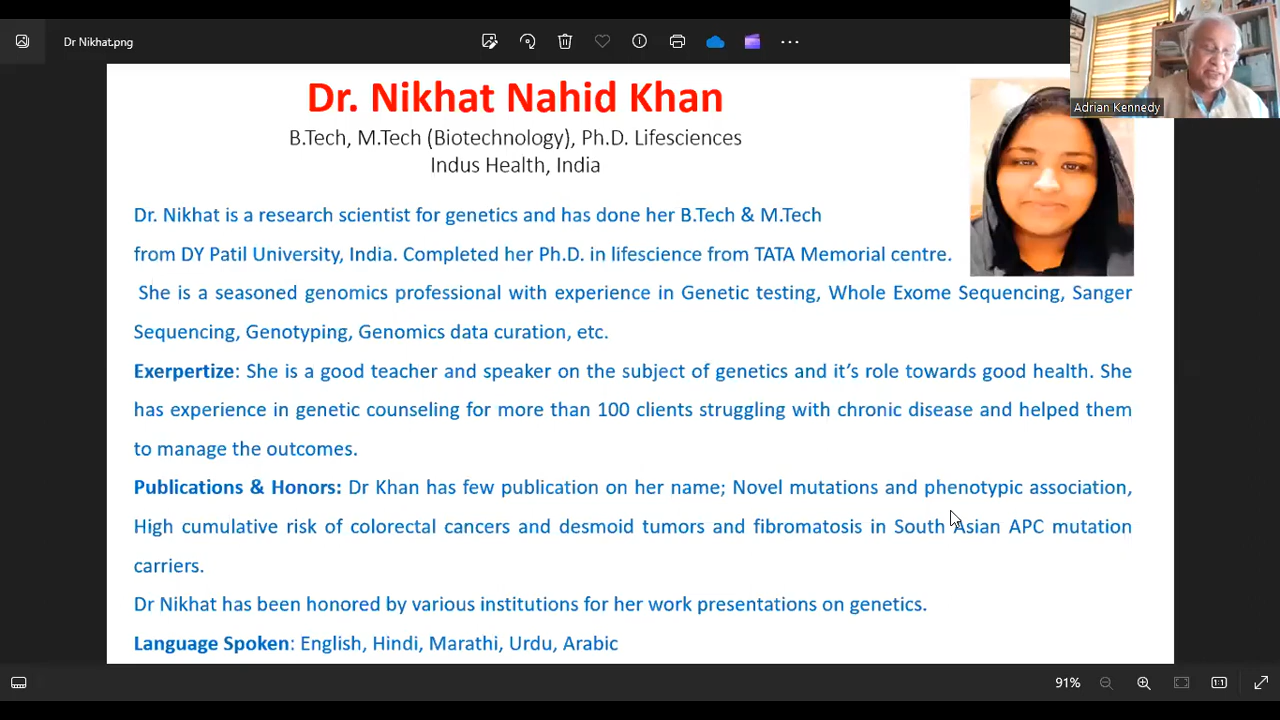 Dr Nikhat.png
Adrian Kennedy
Dr. Nikhat Nahid Khan
B.Tech, M.Tech (Biotechnology), Ph.D. Lifesciences
Indus Health, India
Dr. Nikhat is a research scientist for genetics and has done her B.Tech & M.Tech
from DY Patil University, India. Completed her Ph.D. in lifescience from TATA Memorial centre.
She is a seasoned genomics professional with experience in Genetic testing, Whole Exome Sequencing, Sanger
Sequencing, Genotyping, Genomics data curation, etc.
Exerpertize: She is a good teacher and speaker on the subject of genetics and it’s role towards good health. She
has experience in genetic counseling for more than 100 clients struggling with chronic disease and helped them
to manage the outcomes.
Publications & Honors: Dr Khan has few publication on her name; Novel mutations and phenotypic association,
High cumulative risk of colorectal cancers and desmoid tumors and fibromatosis in South Asian APC mutation
carriers.
Dr Nikhat has been honored by various institutions for her work presentations on genetics.
Language Spoken: English, Hindi, Marathi, Urdu, Arabic
91%
1:1